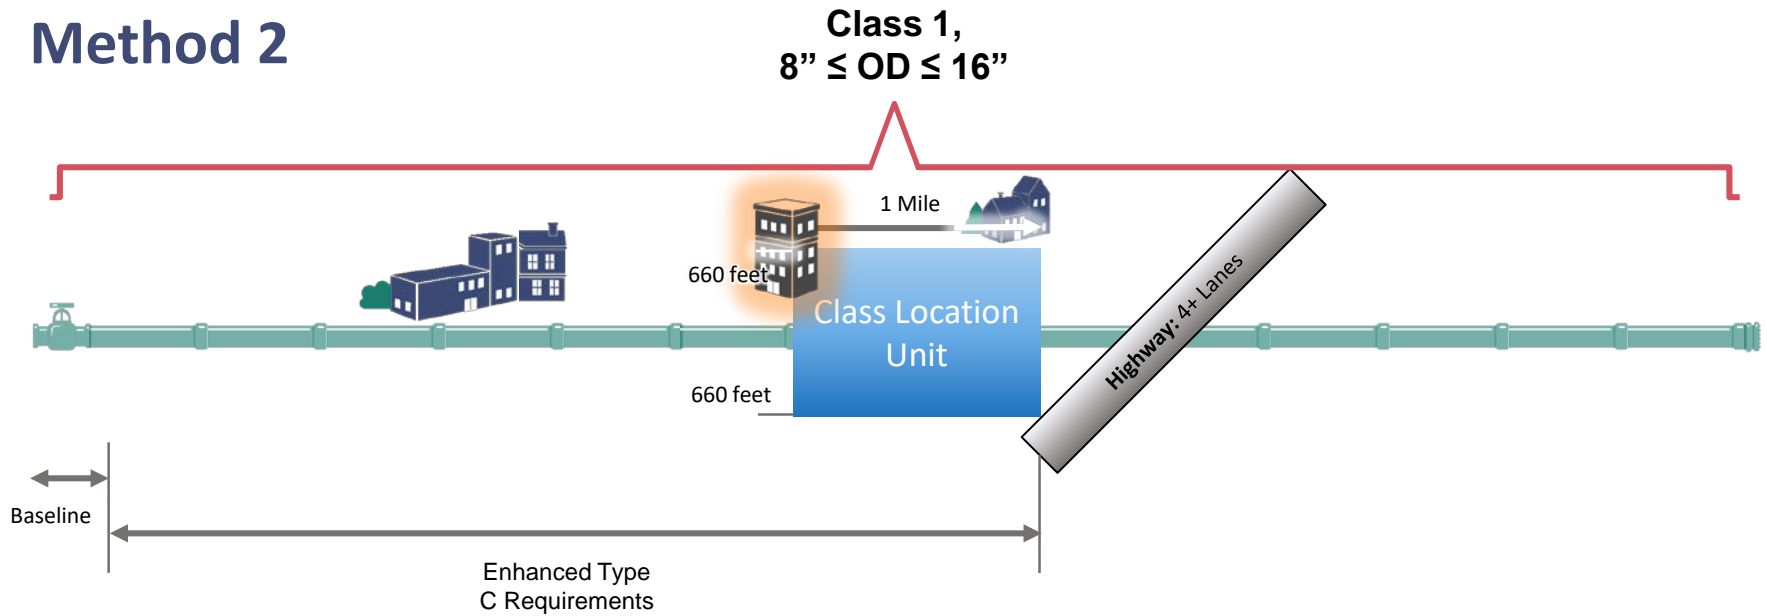 Method 2
Class 1,
8” ≤ OD ≤ 16”
1 Mile
660 feet
Class Location
Unit
Highway: 4+ Lanes
660 feet
Baseline
Enhanced Type
C Requirements